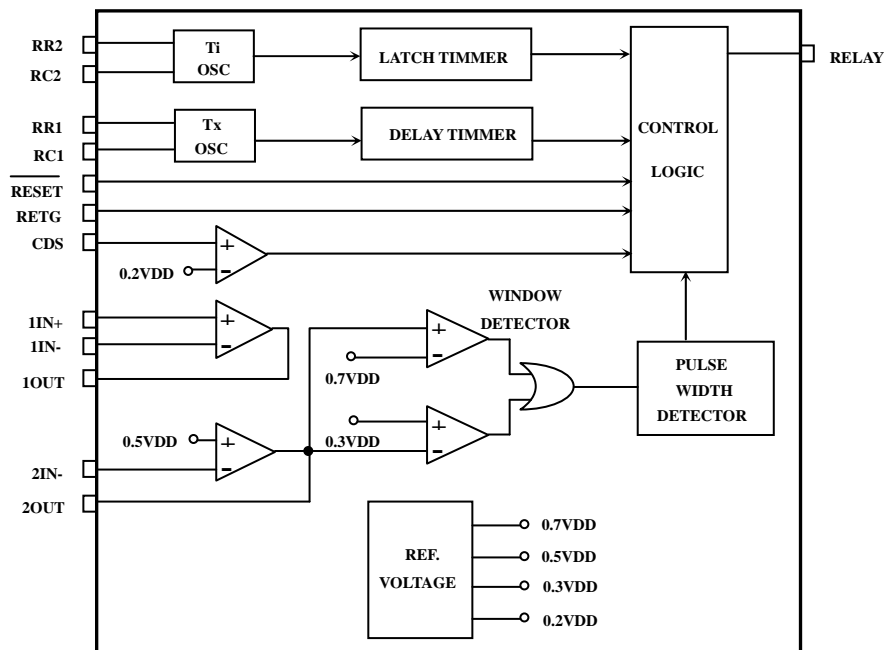 RR2
RC2
Ti
OSC
LATCH TIMMER
RELAY
RR1
RC1
Tx
OSC
DELAY TIMMER
CONTROL
LOGIC
RESET
RETG
CDS
+
-
0.2VDD
1IN+
1IN-
1OUT
+
-
WINDOW
DETECTOR
+
-
0.7VDD
PULSE
WIDTH
DETECTOR
0.5VDD
+
-
0.3VDD
+
-
2IN-
2OUT
REF.
VOLTAGE
0.7VDD
0.5VDD
0.3VDD
0.2VDD